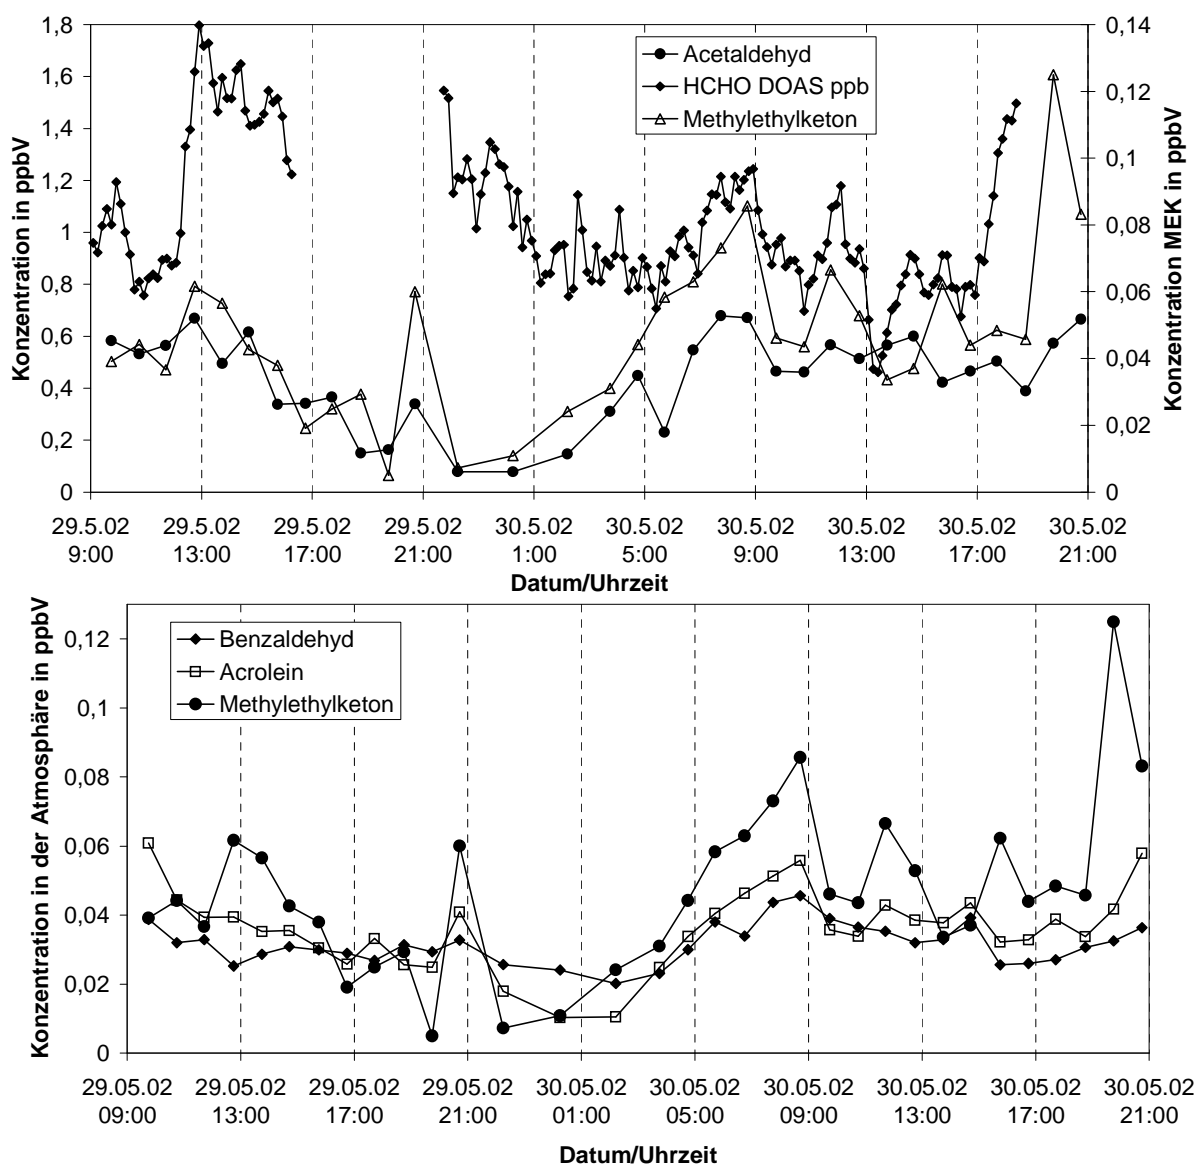 Konzentration in ppbV
1,8
1,6
1,4
1,2
1
0,8
0,6
0,4
0,2
0
Acetaldehyd
HCHO DOAS ppb
Methylethylketon
0,14
0,12
0,1
0,08
0,06
0,04
0,02
0
Konzentration MEK in ppbV
29.5.02 29.5.02 29.5.02 29.5.02 30.5.02 30.5.02 30.5.02 30.5.02 30.5.02 30.5.02
9:00 13:00 17:00 21:00 1:00 5:00 9:00 13:00 17:00 21:00
Datum/Uhrzeit
Konzentration in der Atmosphäre in ppbV
0,12
0,1
0,08
0,06
0,04
0,02
0
Benzaldehyd
Acrolein
Methylethylketon
29.05.02 29.05.02 29.05.02 29.05.02 30.05.02 30.05.02 30.05.02 30.05.02 30.05.02 30.05.02
09:00 13:00 17:00 21:00 01:00 05:00 09:00 13:00 17:00 21:00
Datum/Uhrzeit